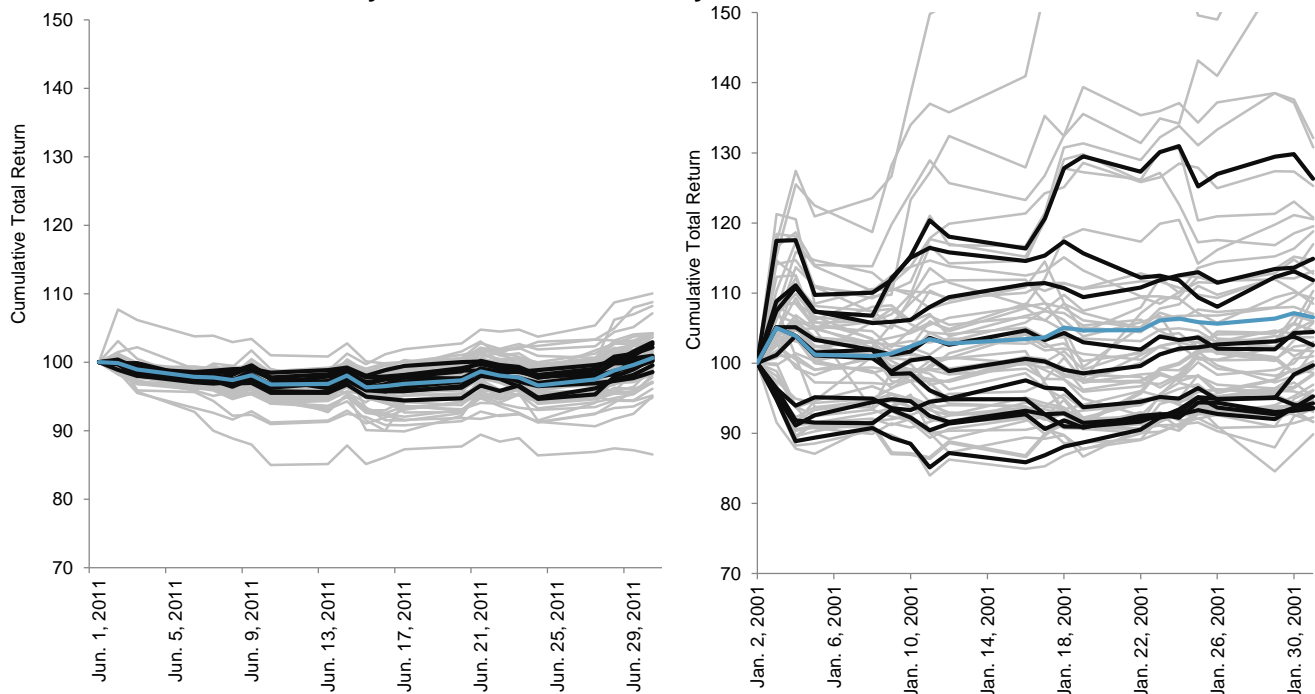 Cumulative Total Return
150
140
130
120
110
100
90
80
70
Jun. 1, 2011
Jun. 5, 2011
Jun. 9, 2011
Jun. 13, 2011
Jun. 17, 2011
Jun. 21, 2011
Jun. 25, 2011
Jun. 29, 2011
Cumulative Total Return
150
140
130
120
110
100
90
80
70
Jan. 2, 2001
Jan. 6, 2001
Jan. 10, 2001
Jan. 14, 2001
Jan. 18, 2001
Jan. 22, 2001
Jan. 26, 2001
Jan. 30, 2001